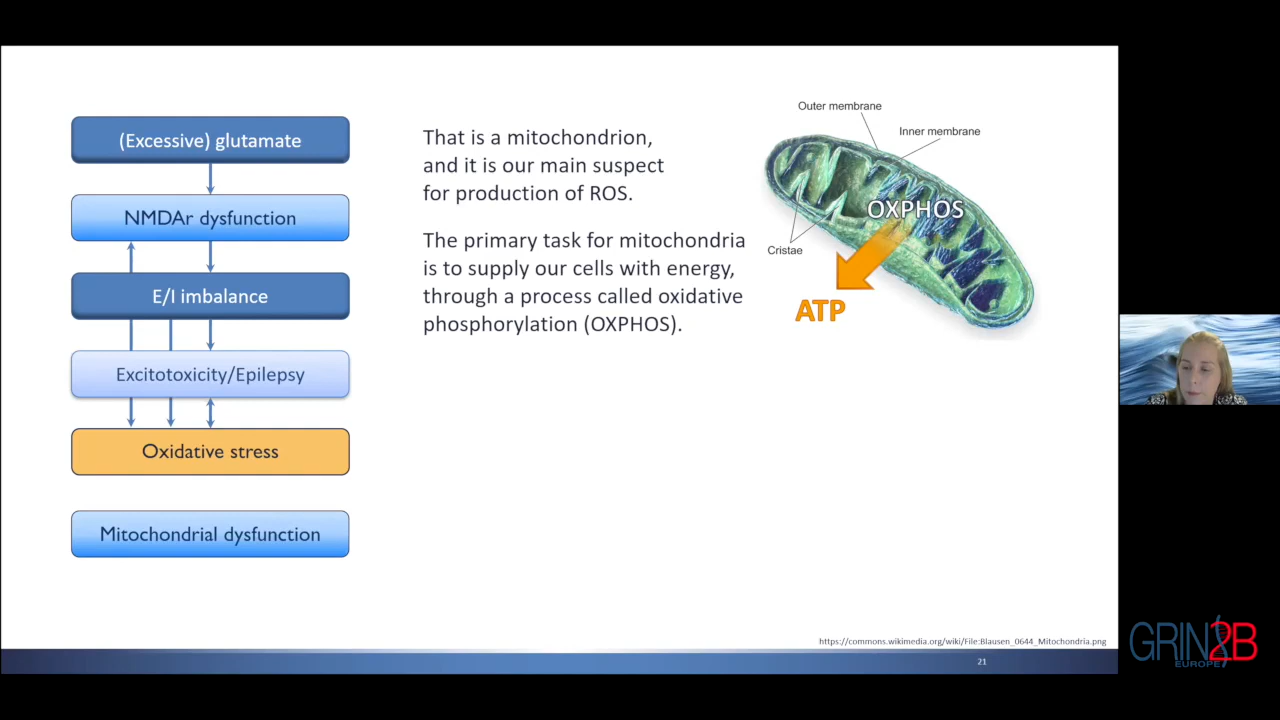 (Excessive) glutamate
NMDAr dysfunction
E/I imbalance
Excitotoxicity/Epilepsy
Oxidative stress
Mitochondrial dysfunction
That is a mitochondrion,
and it is our main suspect
for production of ROS.
The primary task for mitochondria
is to supply our cells with energy,
through a process called oxidative
phosphorylation (OXPHOS).
Outer membrane
Inner membrane
OXPHOS
Cristae
ATP
https://commons.wikimedia.org/wiki/File:Blausen_0644_Mitochondria.png
21
GRIN2B
EUROPE